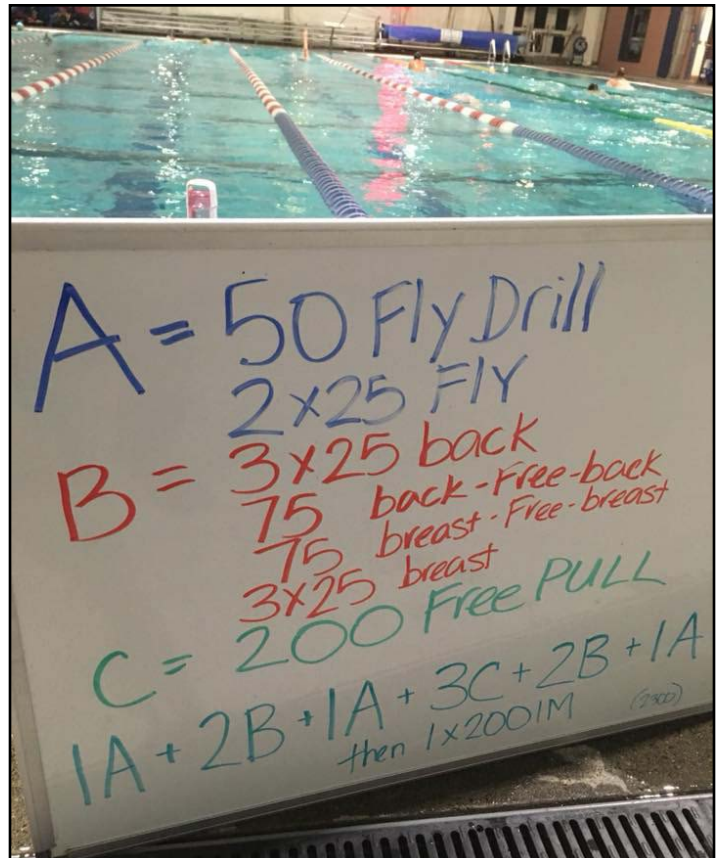 A = 50 Fly Drill
2x25 FLY
B = 3x25 back
75 back-Free-back
75 breast-Free-breast
3x25 breast
C = 200 Free PULL
1A + 2B + 1A + 3C + 2B + 1A
then 1x200IM (2300)